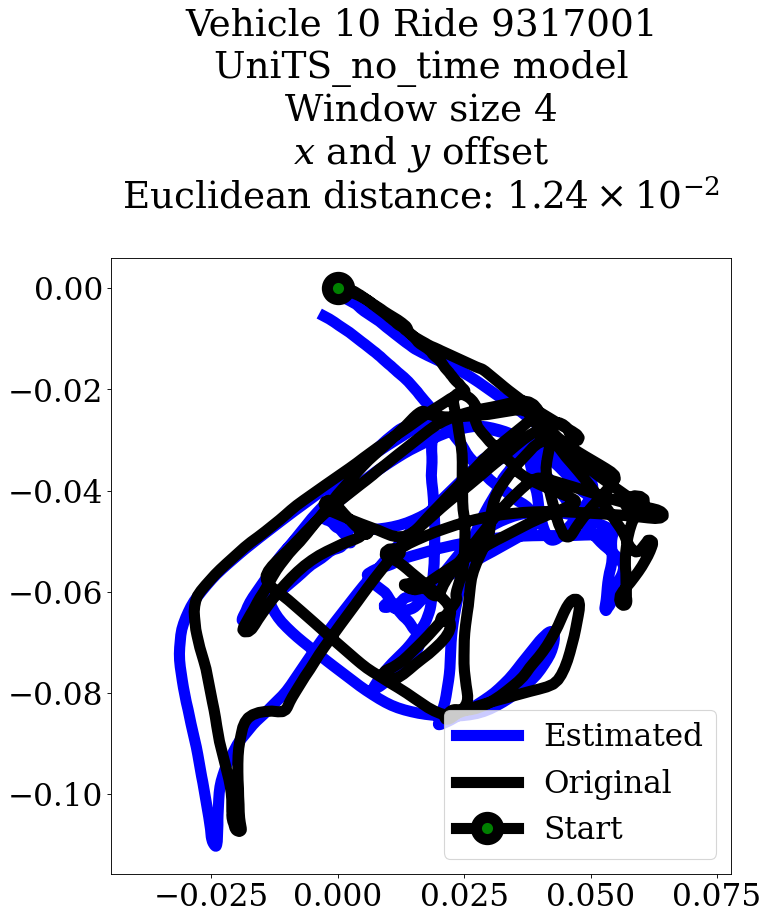 Vehicle 10 Ride 9317001
UniTS_no_time model
Window size 4
x and y offset
Euclidean distance: 1.24 × 10⁻²
0.00
−0.02
−0.04
−0.06
−0.08
−0.10
Estimated
Original
Start
−0.025 0.000 0.025 0.050 0.075